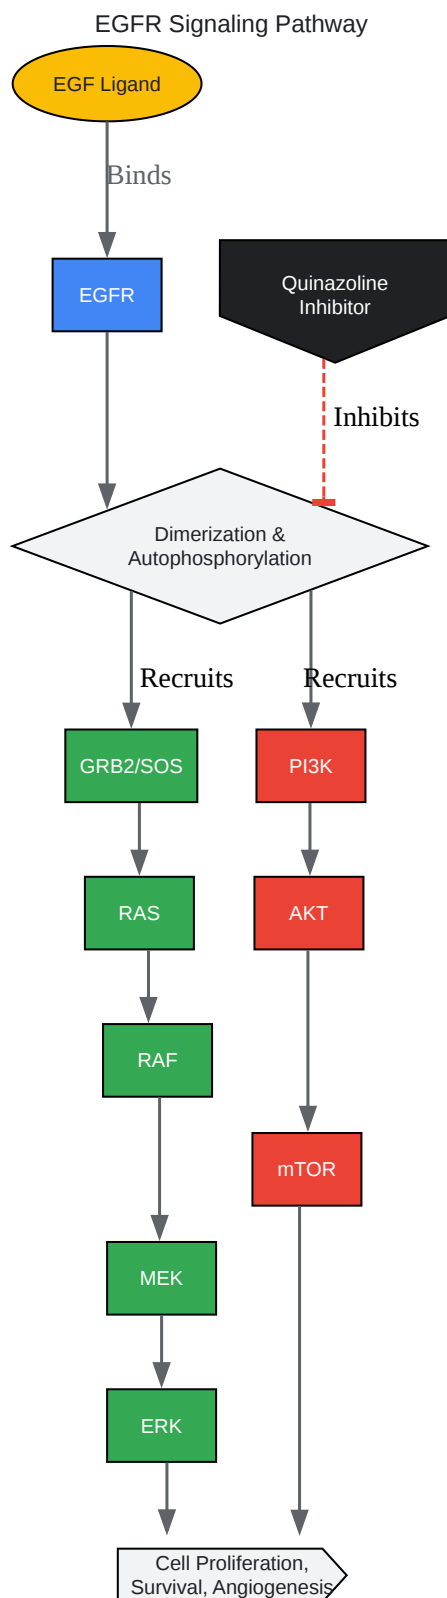 EGFR Signaling Pathway
EGF Ligand
Binds
EGFR
Quinazoline
Inhibitor
Inhibits
Dimerization &
Autophosphorylation
Recruits
Recruits
GRB2/SOS
PI3K
RAS
AKT
RAF
mTOR
MEK
ERK
Cell Proliferation,
Survival, Angiogenesis